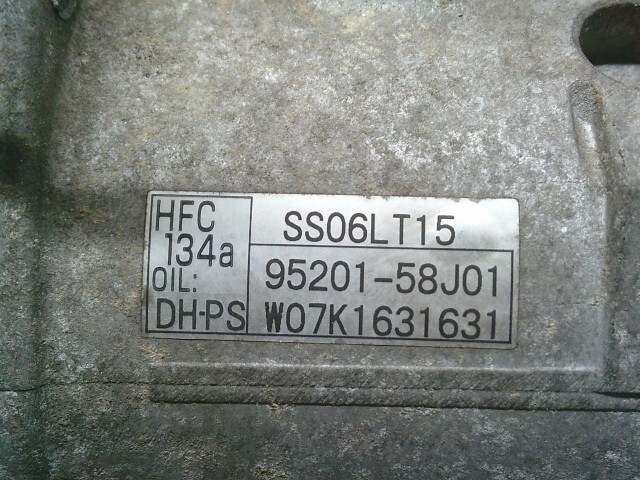 HFC
134a
OIL:
DH-PS
SS06LT15
95201-58J01
W07K1631631